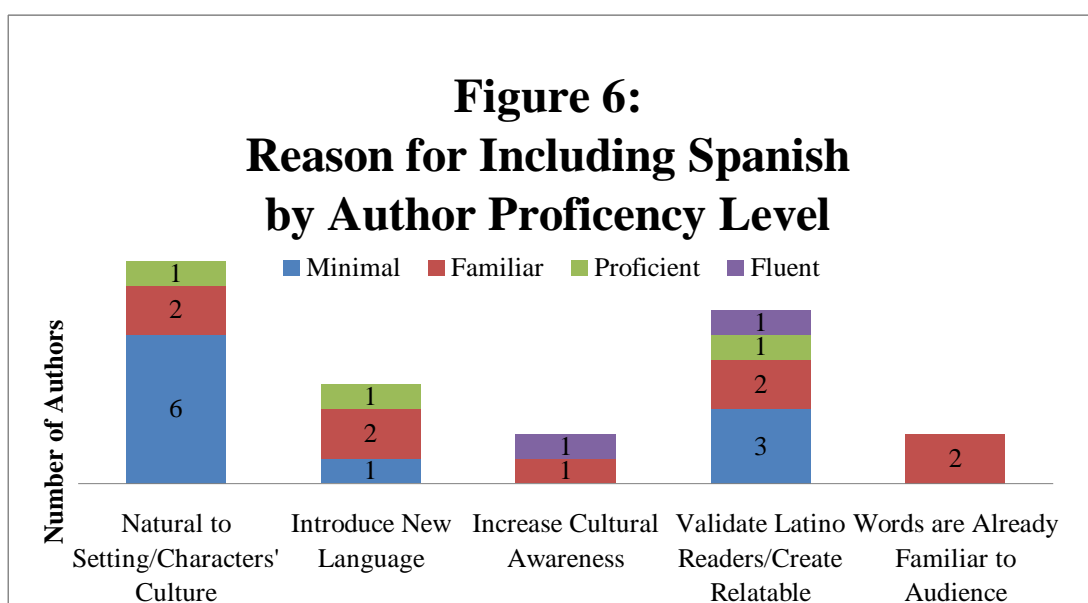 Figure 6:
Reason for Including Spanish
by Author Proficency Level
Minimal Familiar Proficient Fluent
Number of Authors
1
2
6
1
2
1
1
1
1
1
2
3
2
Natural to
Setting/Characters'
Culture
Introduce New
Language
Increase Cultural
Awareness
Validate Latino
Readers/Create
Relatable
Words are Already
Familiar to
Audience